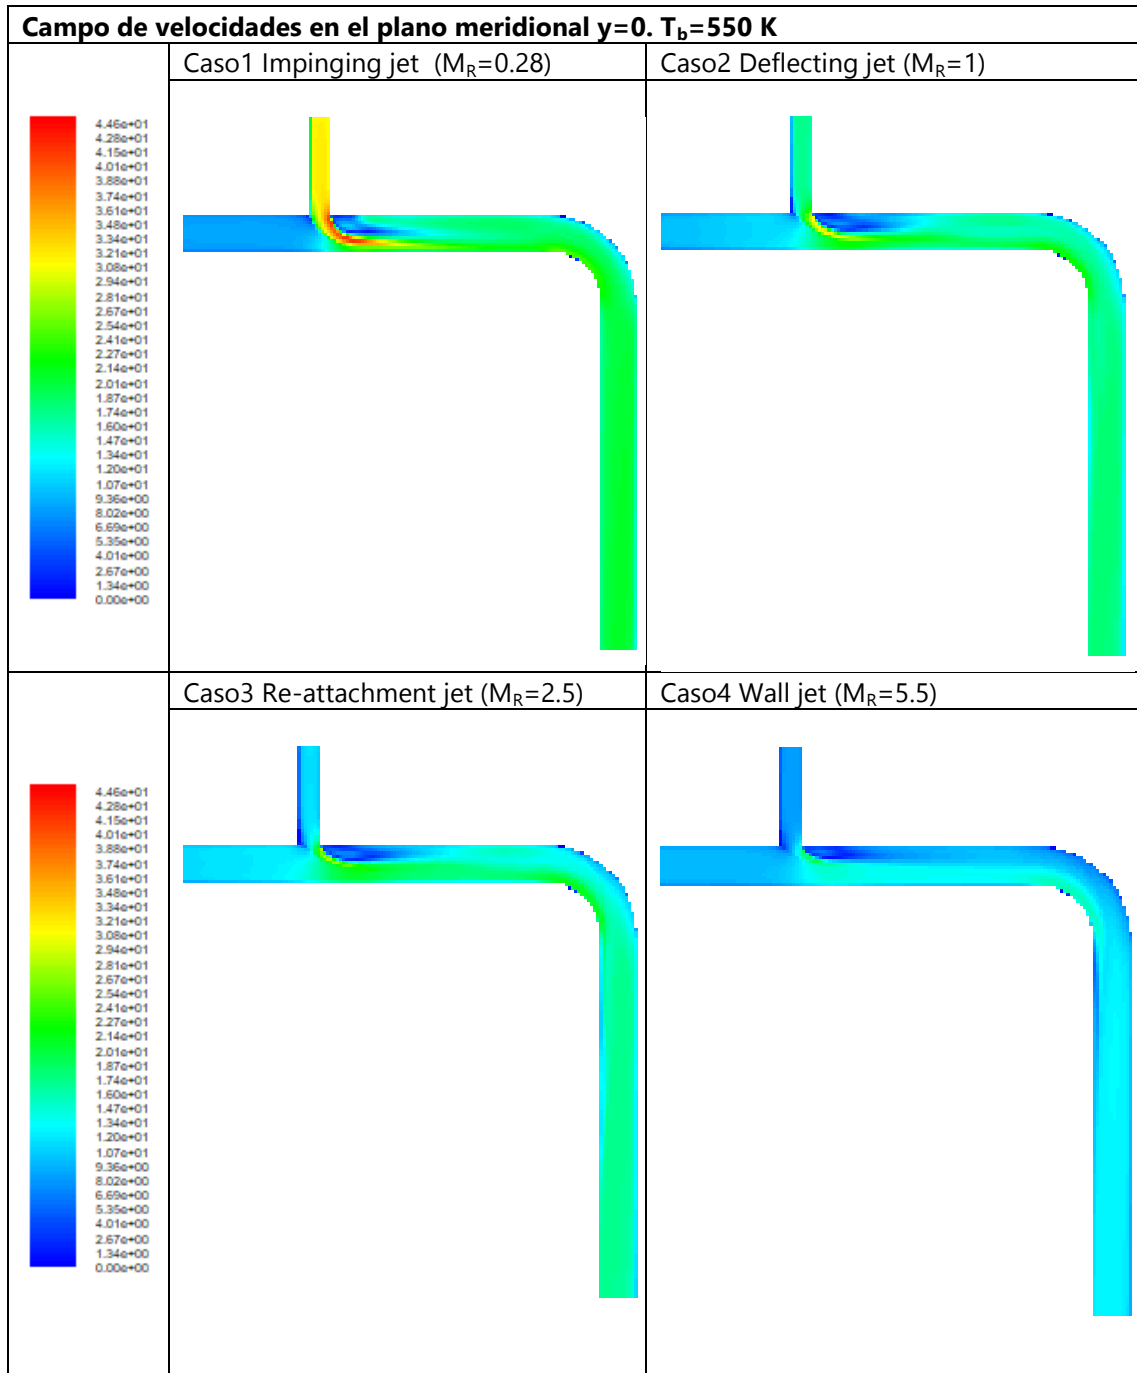 Campo de velocidades en el plano meridional y=0. T_b=550 K
Caso1 Impinging jet (M_R=0.28)
Caso2 Deflecting jet (M_R=1)
4.46e+01
4.28e+01
4.15e+01
4.01e+01
3.88e+01
3.74e+01
3.61e+01
3.48e+01
3.34e+01
3.21e+01
3.08e+01
2.94e+01
2.81e+01
2.67e+01
2.54e+01
2.41e+01
2.27e+01
2.14e+01
2.01e+01
1.87e+01
1.74e+01
1.60e+01
1.47e+01
1.34e+01
1.20e+01
1.07e+01
9.36e+00
8.02e+00
6.69e+00
5.35e+00
4.01e+00
2.67e+00
1.34e+00
0.00e+00
Caso3 Re-attachment jet (M_R=2.5)
Caso4 Wall jet (M_R=5.5)
4.46e+01
4.28e+01
4.15e+01
4.01e+01
3.88e+01
3.74e+01
3.61e+01
3.48e+01
3.34e+01
3.21e+01
3.08e+01
2.94e+01
2.81e+01
2.67e+01
2.54e+01
2.41e+01
2.27e+01
2.14e+01
2.01e+01
1.87e+01
1.74e+01
1.60e+01
1.47e+01
1.34e+01
1.20e+01
1.07e+01
9.36e+00
8.02e+00
6.69e+00
5.35e+00
4.01e+00
2.67e+00
1.34e+00
0.00e+00